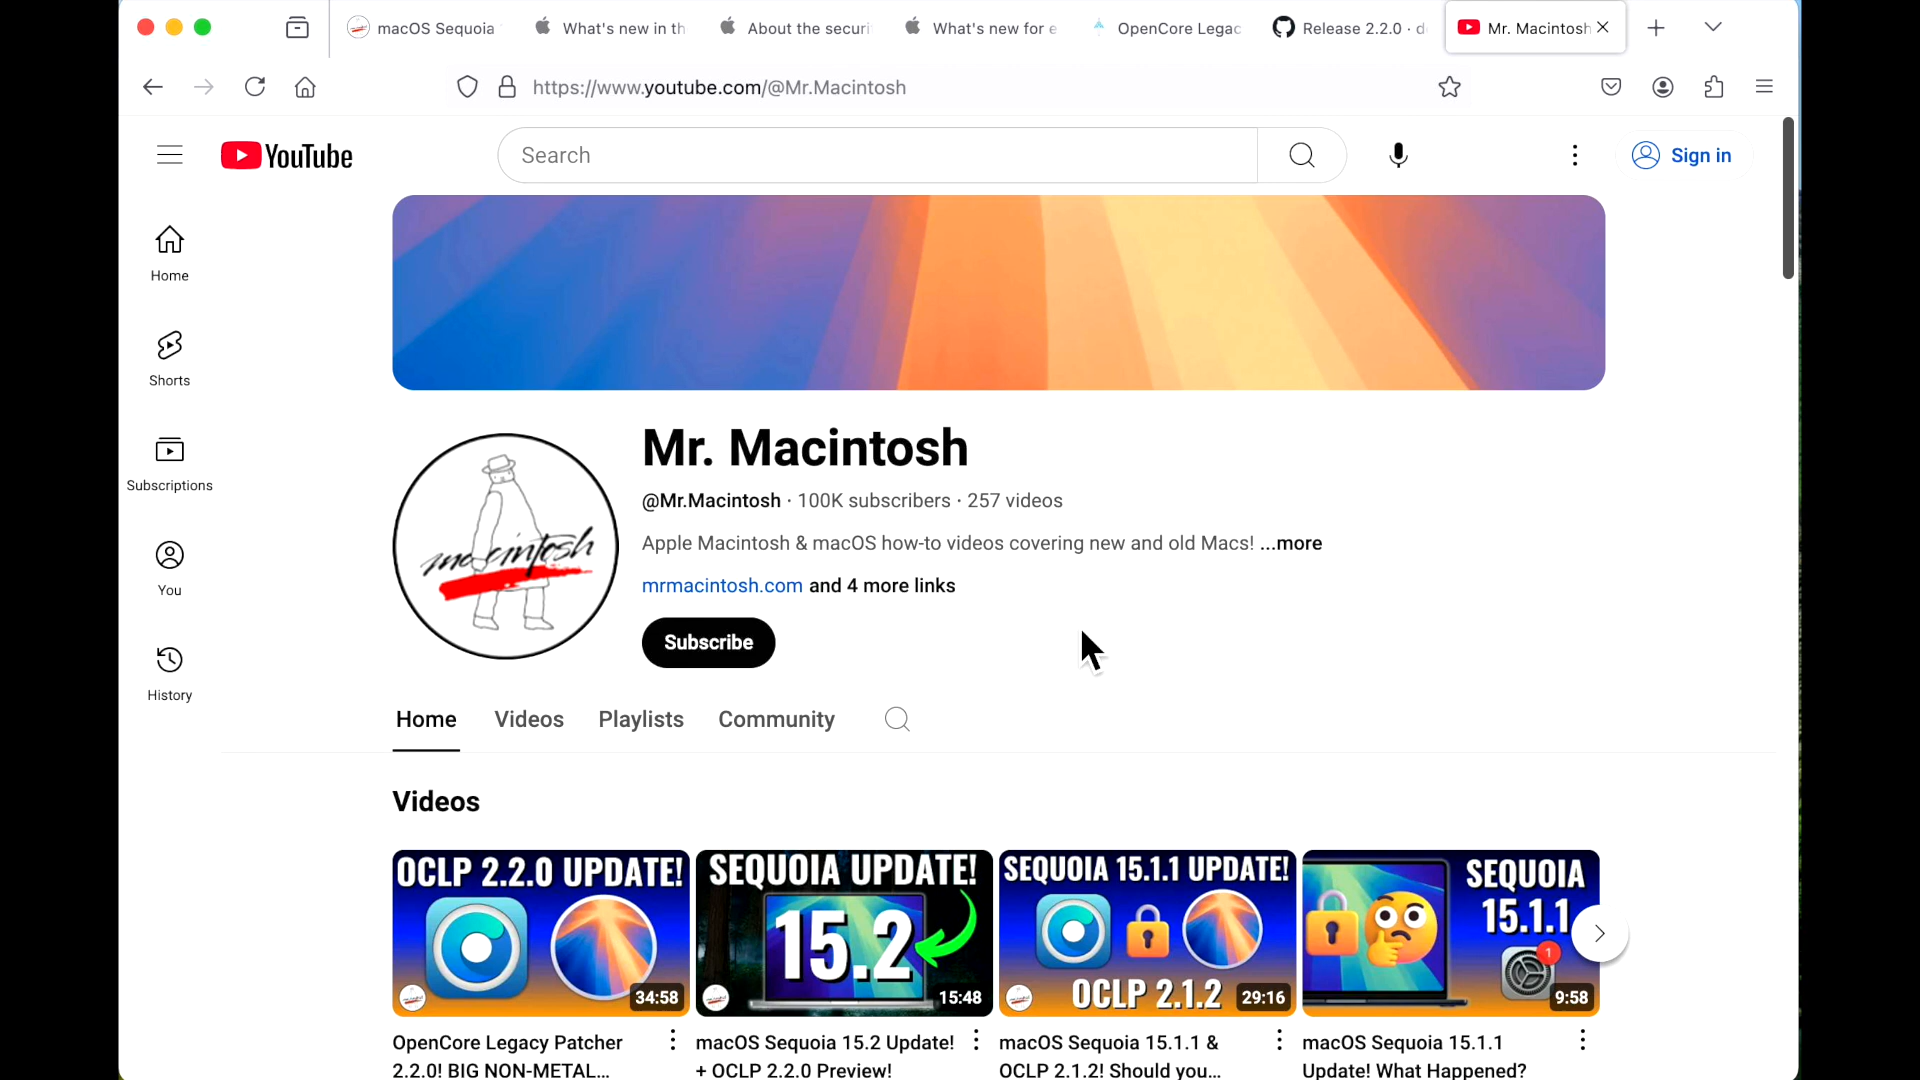 macOS Sequoia
What's new in th
About the securi
What's new for e
OpenCore Legac
Release 2.2.0 · d
Mr. Macintosh
https://www.youtube.com/@Mr.Macintosh
YouTube
Search
Sign in
Home
Shorts
Subscriptions
You
History
macintosh
Mr. Macintosh
@Mr.Macintosh · 100K subscribers · 257 videos
Apple Macintosh & macOS how-to videos covering new and old Macs! ...more
mrmacintosh.com and 4 more links
Subscribe
Home
Videos
Playlists
Community
Videos
OCLP 2.2.0 UPDATE!
34:58
SEQUOIA UPDATE!
15.2
15:48
SEQUOIA 15.1.1 UPDATE!
OCLP 2.1.2
29:16
SEQUOIA
15.1.1
1
9:58
OpenCore Legacy Patcher
2.2.0! BIG NON-METAL...
macOS Sequoia 15.2 Update!
+ OCLP 2.2.0 Preview!
macOS Sequoia 15.1.1 &
OCLP 2.1.2! Should you...
macOS Sequoia 15.1.1
Update! What Happened?